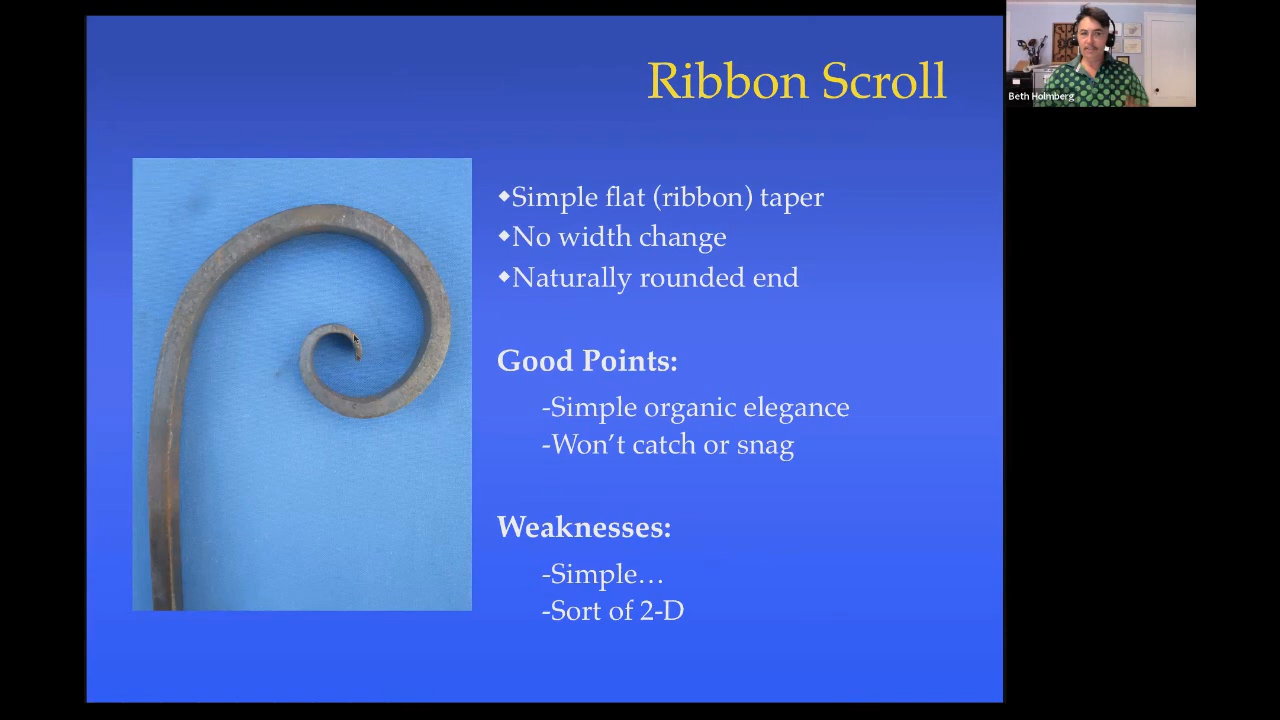 Ribbon Scroll
Beth Holmberg
◆Simple flat (ribbon) taper
◆No width change
◆Naturally rounded end
Good Points:
-Simple organic elegance
-Won’t catch or snag
Weaknesses:
-Simple…
-Sort of 2-D